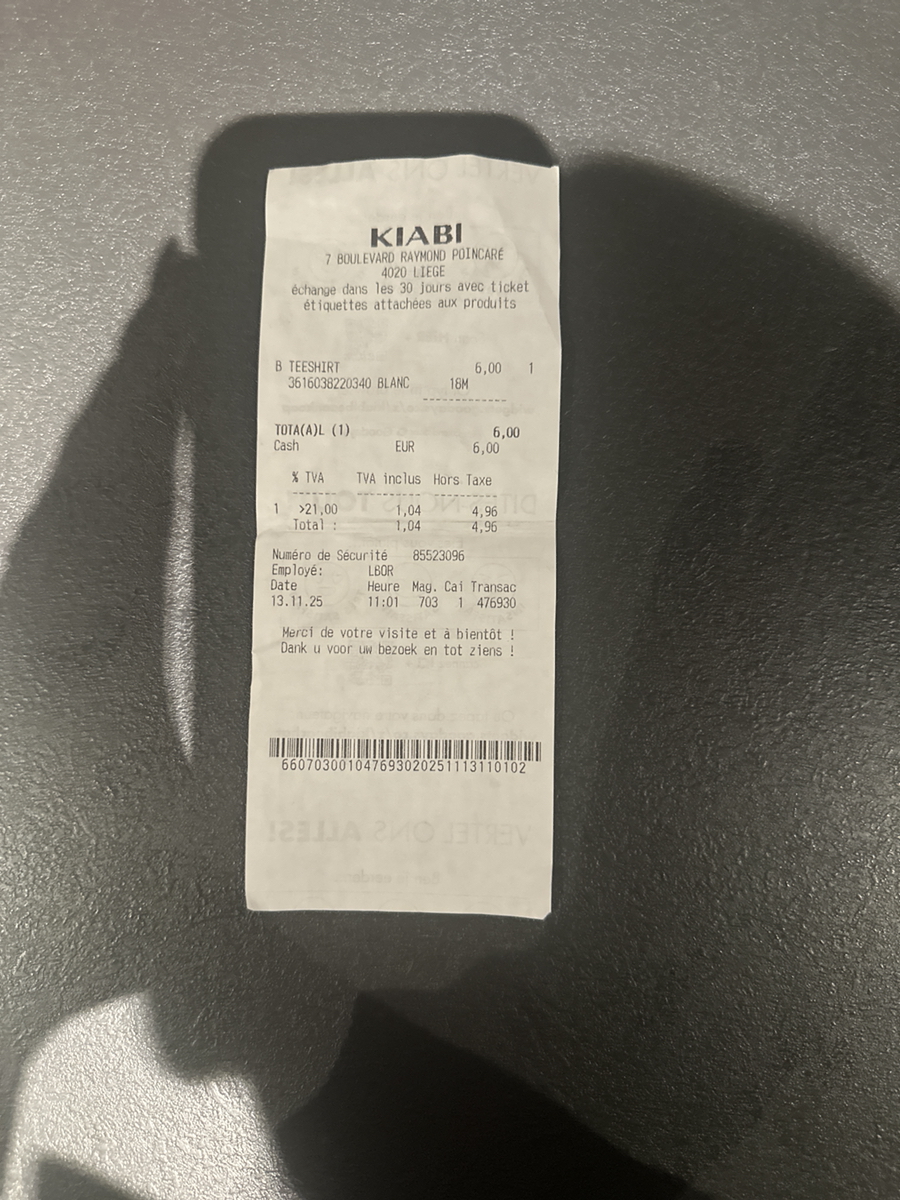 KIABI
7 BOULEVARD RAYMOND POINCARÉ
4020 LIEGE
échange dans les 30 jours avec ticket
étiquettes attachées aux produits
B TEESHIRT 6,00 1
3616038220340 BLANC 18M
TOTA(A)L (1) 6,00
Cash EUR 6,00
% TVA TVA inclus Hors Taxe
1 >21,00 1,04 4,96
Total : 1,04 4,96
Numéro de Sécurité 85523096
Employé: LBOR
Date Heure Mag. Cai Transac
13.11.25 11:01 703 1 476930
Merci de votre visite et à bientôt !
Dank u voor uw bezoek en tot ziens !
660703001047693020251113110102
VERTEL ONS ALLES!